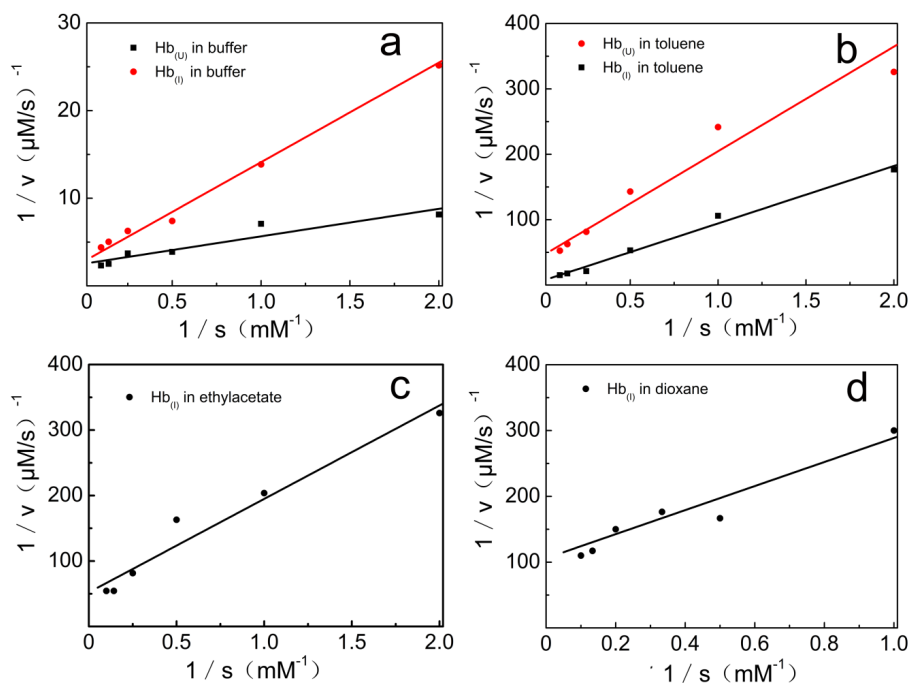 a
Hb(U) in buffer
Hb(I) in buffer
30
20
10
0
0.5
1.0
1.5
2.0
1 / v (μM/s) -1
1 / s (mM-1)
b
Hb(U) in toluene
Hb(I) in toluene
400
300
200
100
0
0.5
1.0
1.5
2.0
1 / v (μM/s) -1
1 / s (mM-1)
c
Hb(I) in ethylacetate
400
300
200
100
0
0.5
1.0
1.5
2.0
1 / v (μM/s) -1
1 / s (mM-1)
d
Hb(I) in dioxane
400
300
200
100
0
0
0.2
0.4
0.6
0.8
1.0
1 / v (μM/s) -1
1 / s (mM-1)